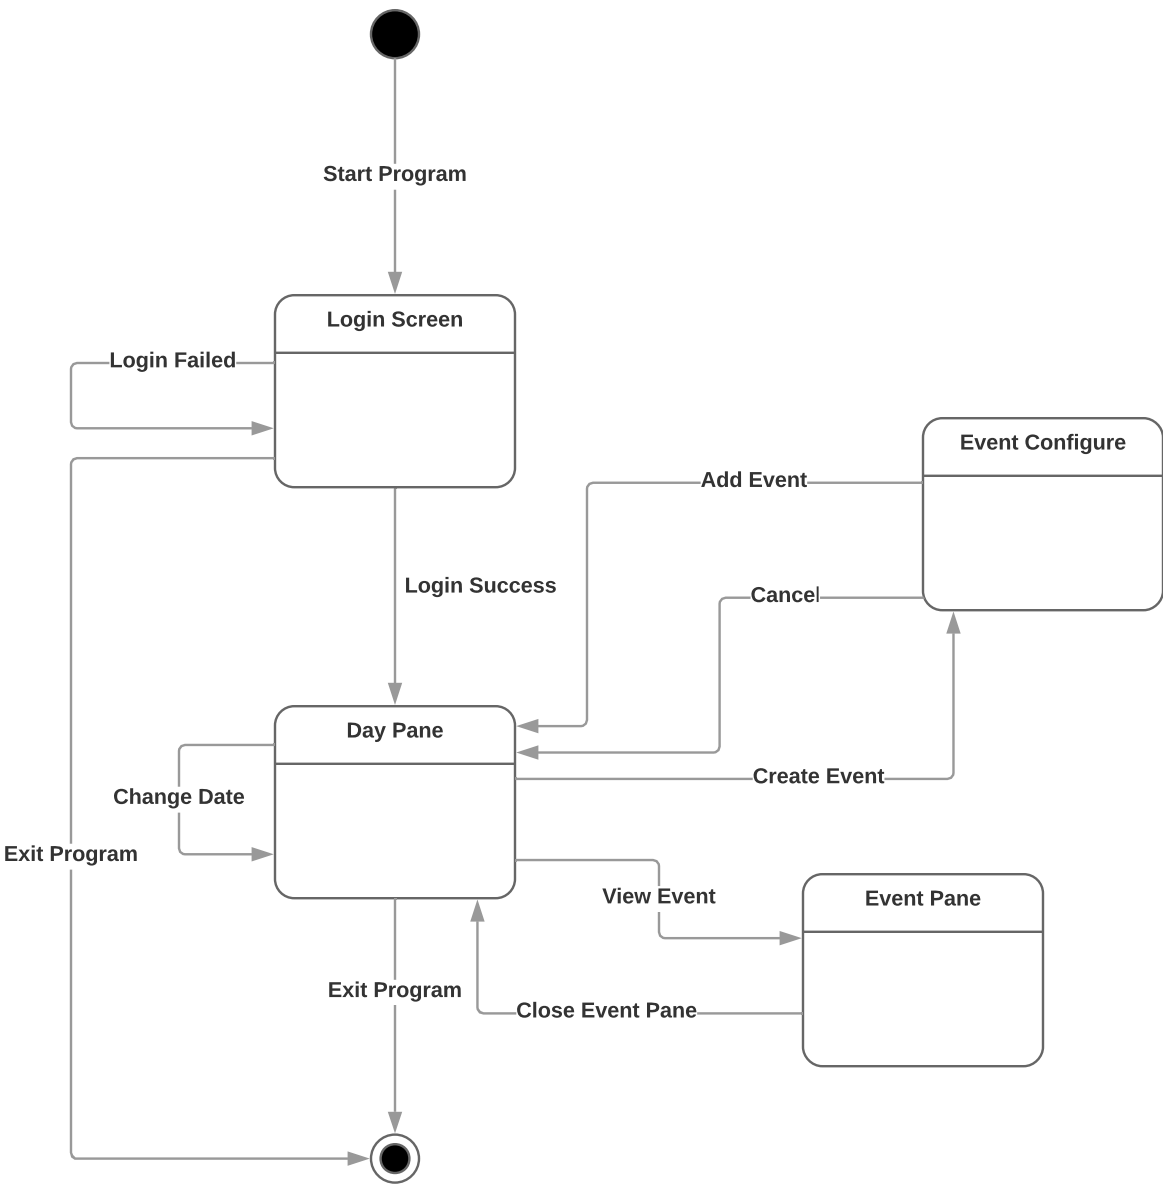 Start Program
Login Screen
Login Failed
Event Configure
Add Event
Login Success
Cancel
Day Pane
Create Event
Change Date
Exit Program
View Event
Event Pane
Exit Program
Close Event Pane